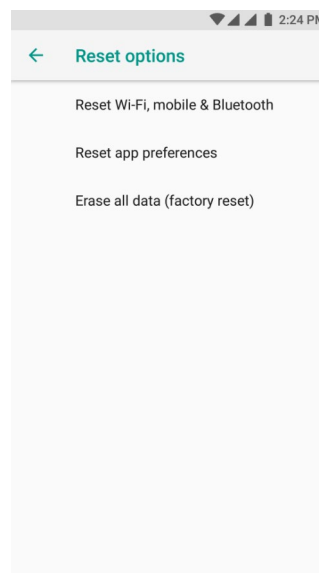 2:24 PM
Reset options
Reset Wi-Fi, mobile & Bluetooth
Reset app preferences
Erase all data (factory reset)